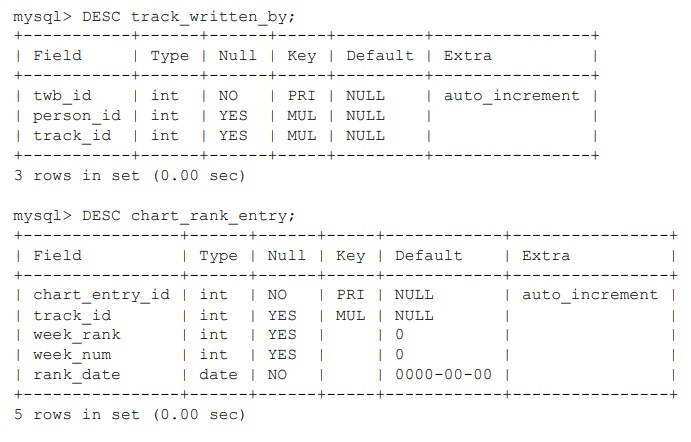 mysql> DESC track_written_by;
+-----------+------+------+-----+---------+----------------+
| Field     | Type | Null | Key | Default | Extra          |
+-----------+------+------+-----+---------+----------------+
| twb_id    | int  | NO   | PRI | NULL    | auto_increment |
| person_id | int  | YES  | MUL | NULL    |                |
| track_id  | int  | YES  | MUL | NULL    |                |
+-----------+------+------+-----+---------+----------------+
3 rows in set (0.00 sec)
mysql> DESC chart_rank_entry;
+----------------+------+------+-----+------------+----------------+
| Field          | Type | Null | Key | Default    | Extra          |
+----------------+------+------+-----+------------+----------------+
| chart_entry_id | int  | NO   | PRI | NULL       | auto_increment |
| track_id       | int  | YES  | MUL | NULL       |                |
| week_rank      | int  | YES  |     | 0          |                |
| week_num       | int  | YES  |     | 0          |                |
| rank_date      | date | NO   |     | 0000-00-00 |                |
+----------------+------+------+-----+------------+----------------+
5 rows in set (0.00 sec)